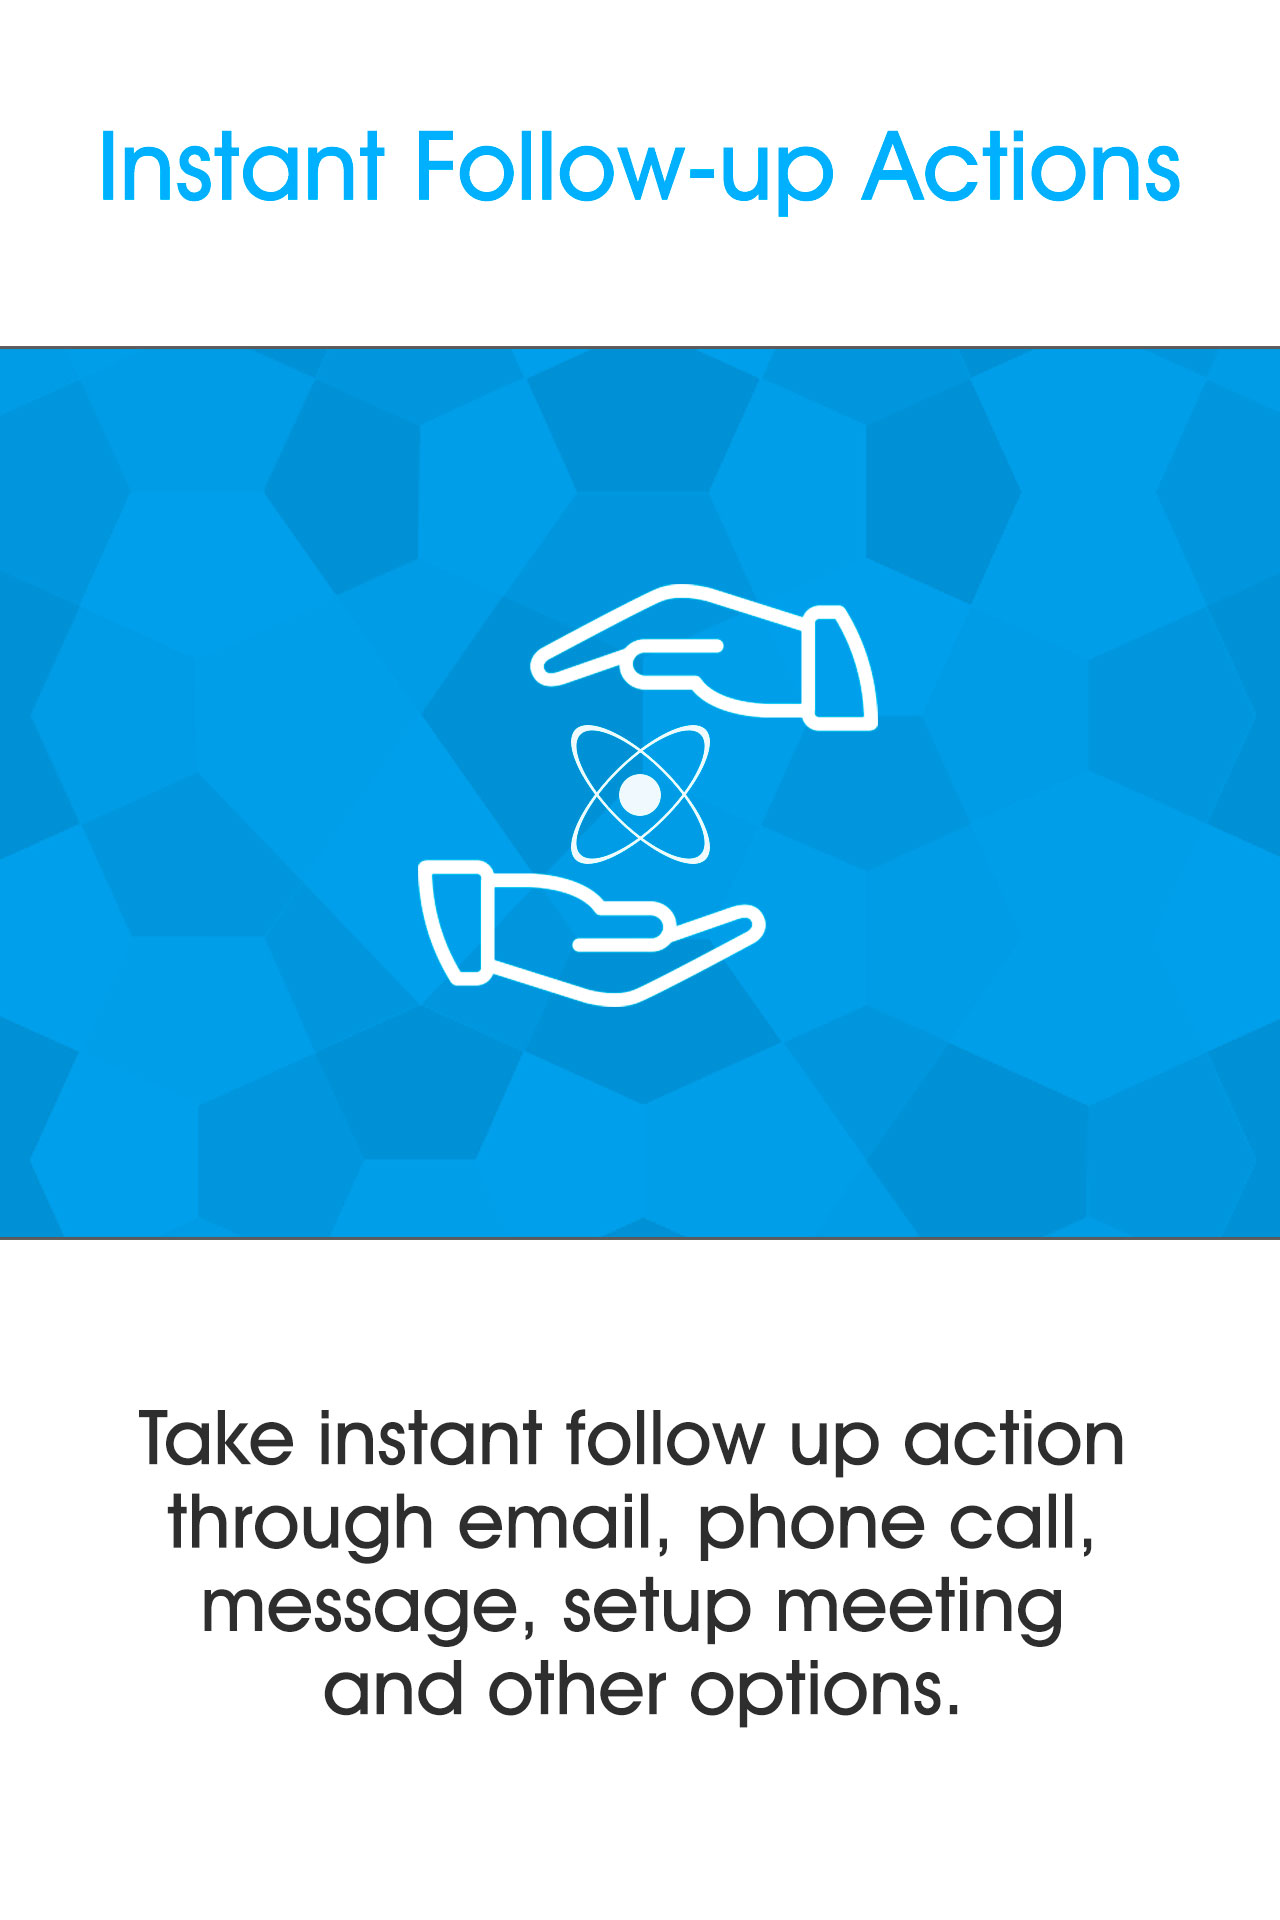 Instant Follow-up Actions
Take instant follow up action
through email, phone call,
message, setup meeting
and other options.